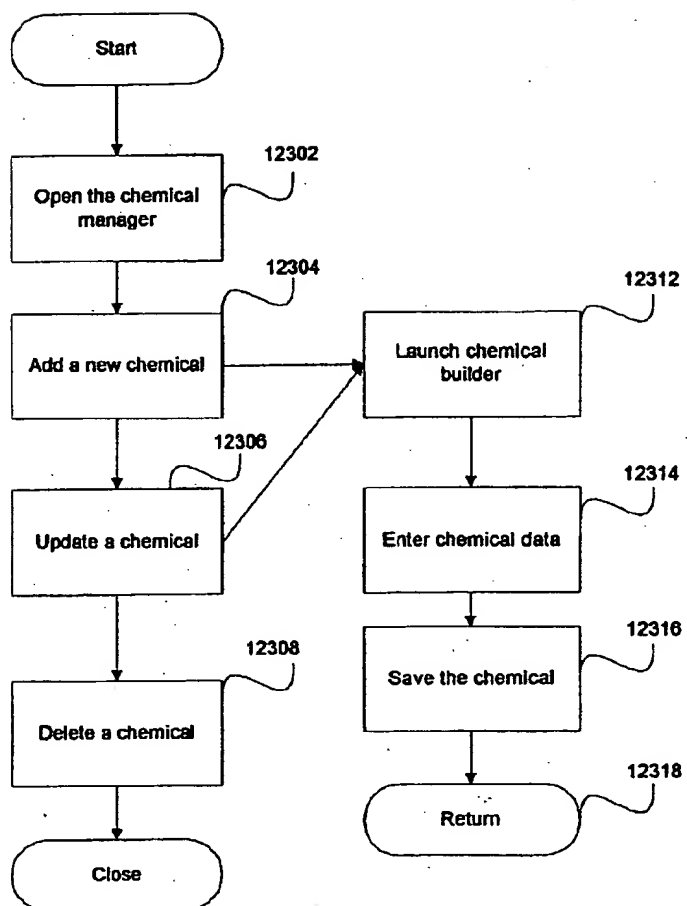 Start
12302
Open the chemical
manager
12304
Add a new chemical
12306
Update a chemical
12308
Delete a chemical
Close
12312
Launch chemical
builder
12314
Enter chemical data
12316
Save the chemical
12318
Return